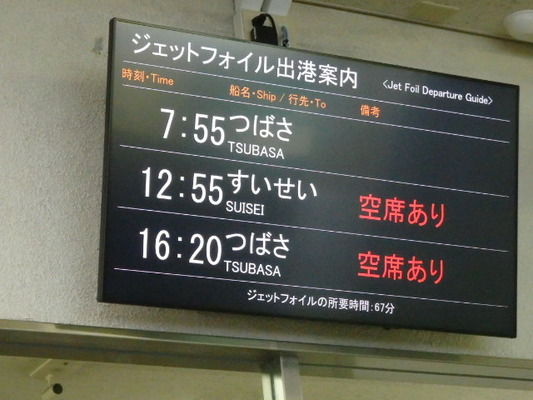 ジェットフォイル出港案内 <Jet Foil Departure Guide>
時刻・Time 船名・Ship / 行先・To 備考
7:55 つばさ
TSUBASA
12:55 すいせい 空席あり
SUISEI
16:20 つばさ 空席あり
TSUBASA
ジェットフォイルの所要時間:67分